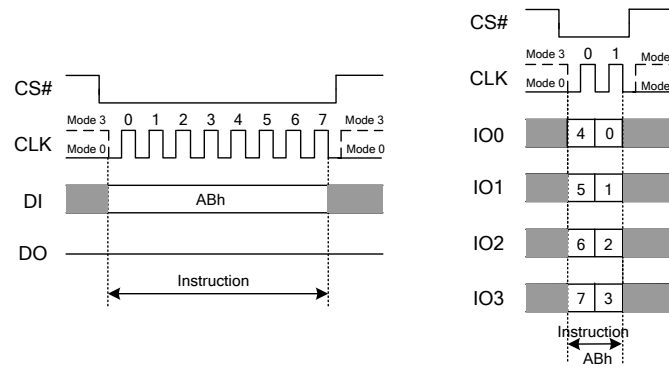 CS#
Mode 3 0 1 2 3 4 5 6 7 Mode 3
CLK
Mode 0 Mode 0
DI ABh
DO
Instruction
CS#
Mode 3 0 1 Mode
CLK
Mode 0 Mode
IO0 4 0
IO1 5 1
IO2 6 2
IO3 7 3
Instruction
ABh